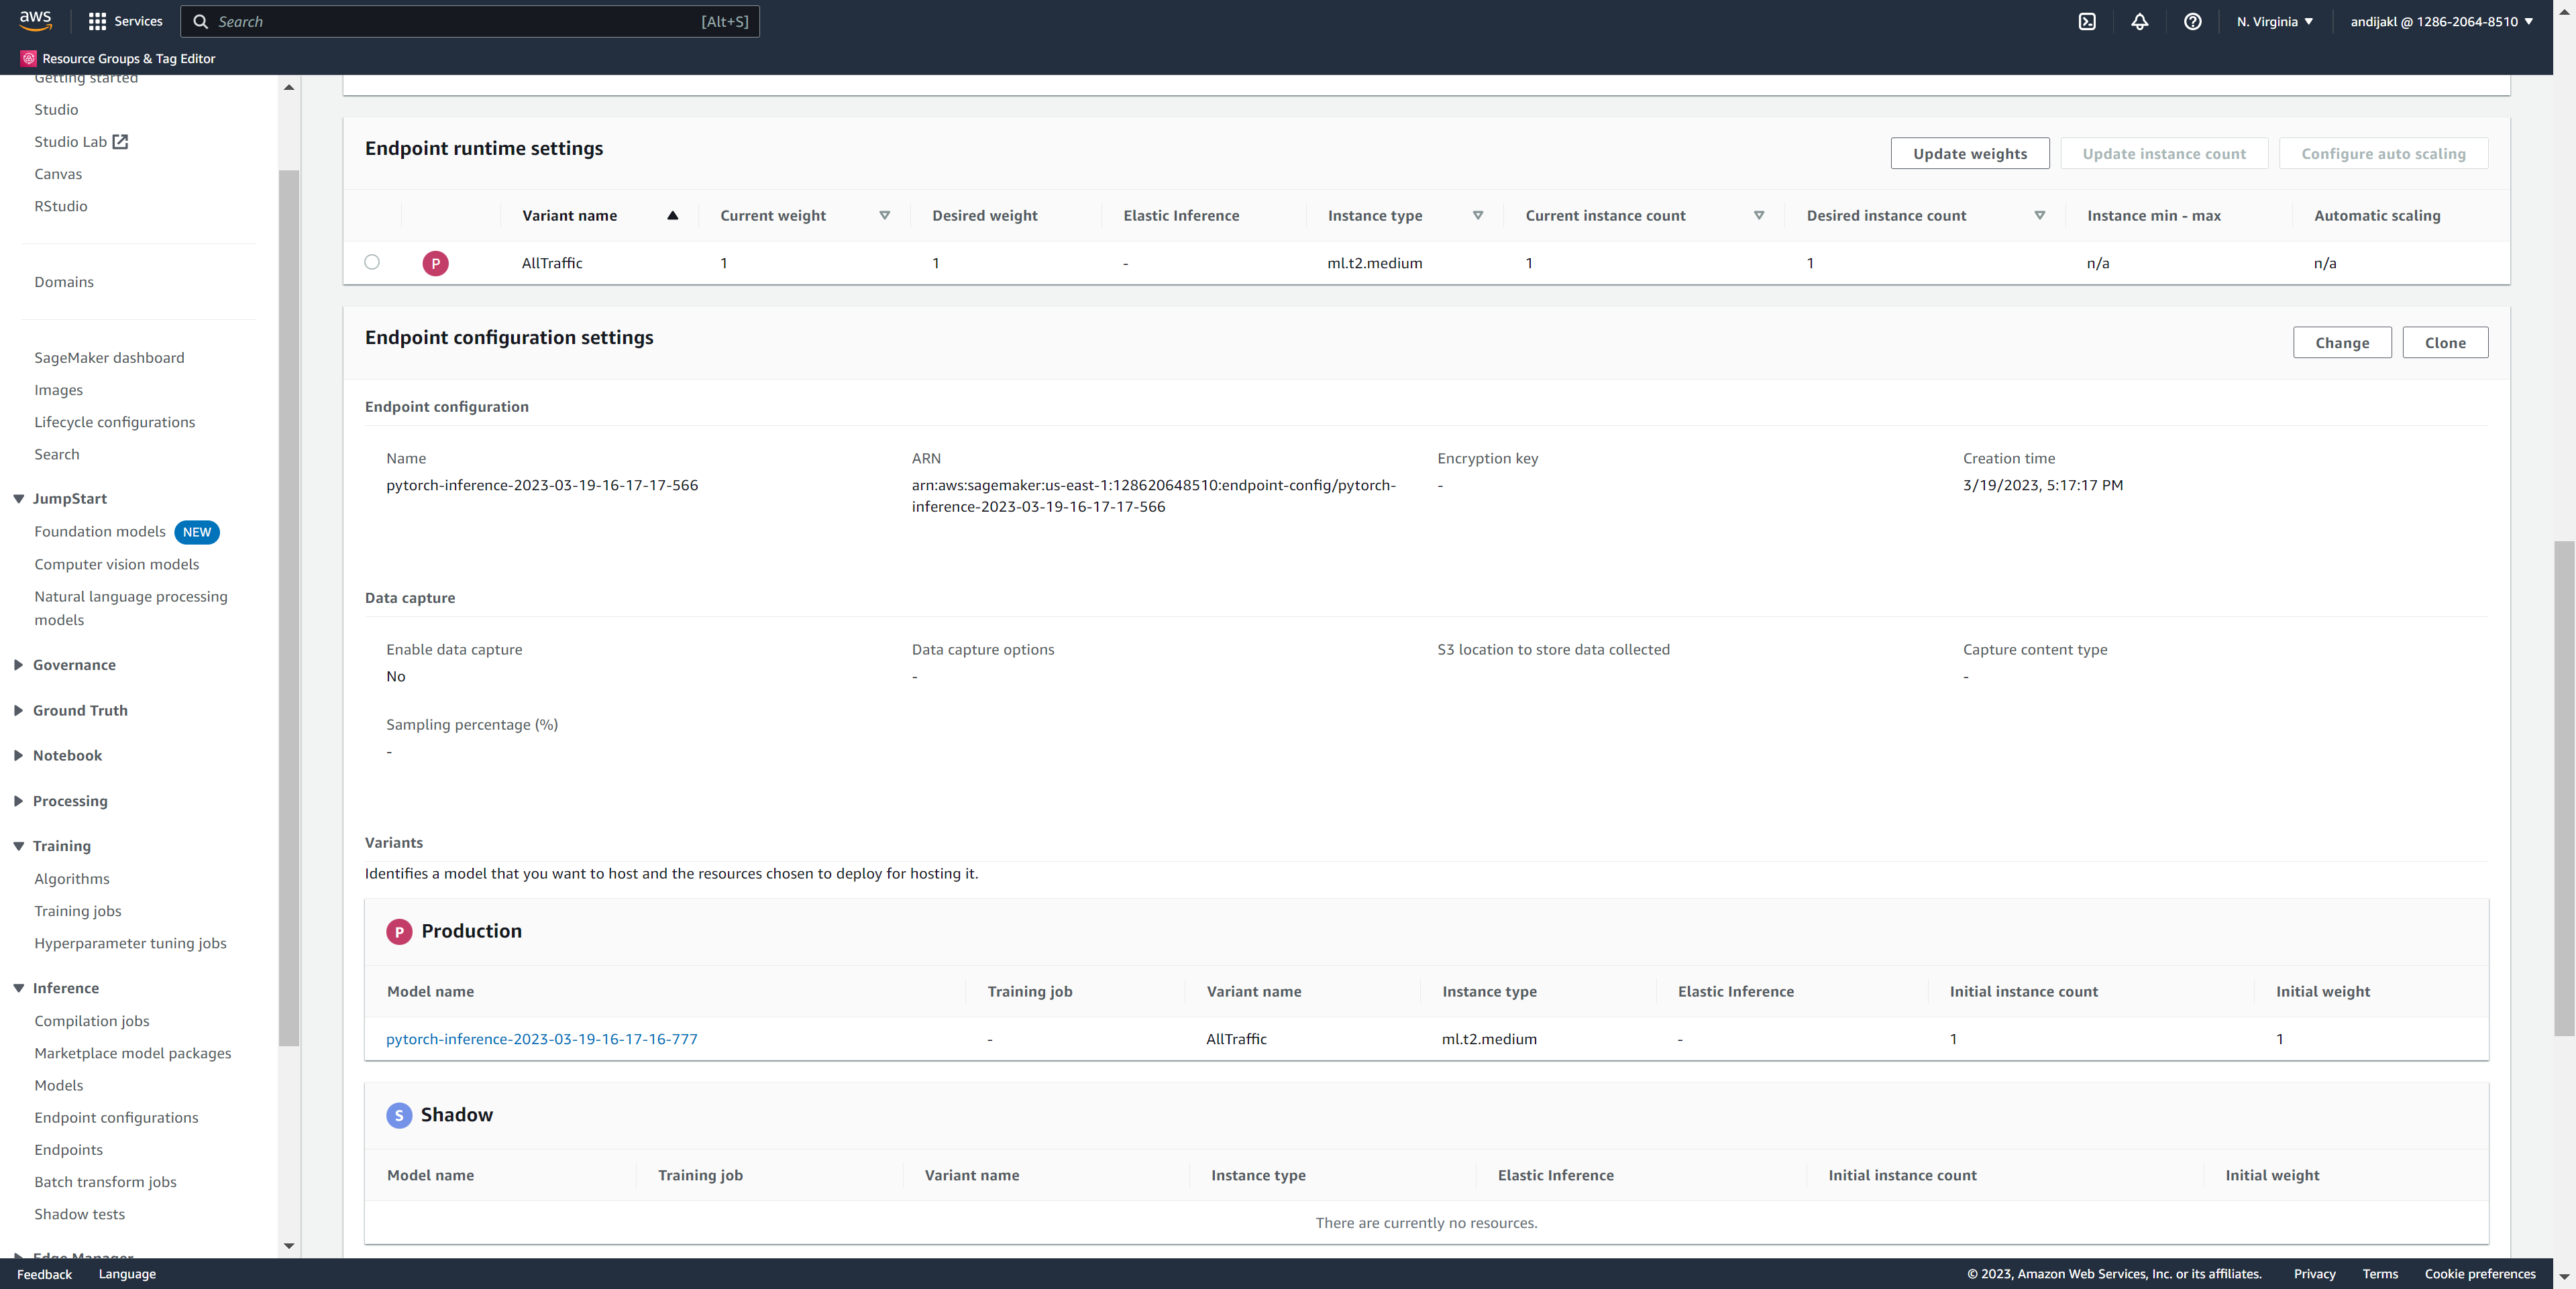 aws Services Search [Alt+S] N. Virginia andijakl @ 1286-2064-8510
Resource Groups & Tag Editor
Getting started
Studio
Studio Lab
Canvas
RStudio
Domains
SageMaker dashboard
Images
Lifecycle configurations
Search
JumpStart
Foundation models NEW
Computer vision models
Natural language processing
models
Governance
Ground Truth
Notebook
Processing
Training
Algorithms
Training jobs
Hyperparameter tuning jobs
Inference
Compilation jobs
Marketplace model packages
Models
Endpoint configurations
Endpoints
Batch transform jobs
Shadow tests
Edge Manager
Endpoint runtime settings Update weights Update instance count Configure auto scaling
Variant name Current weight Desired weight Elastic Inference Instance type Current instance count Desired instance count Instance min - max Automatic scaling
P AllTraffic 1 1 - ml.t2.medium 1 1 n/a n/a
Endpoint configuration settings Change Clone
Endpoint configuration
Name ARN Encryption key Creation time
pytorch-inference-2023-03-19-16-17-17-566 arn:aws:sagemaker:us-east-1:128620648510:endpoint-config/pytorch- - 3/19/2023, 5:17:17 PM
inference-2023-03-19-16-17-17-566
Data capture
Enable data capture Data capture options S3 location to store data collected Capture content type
No - -
Sampling percentage (%)
-
Variants
Identifies a model that you want to host and the resources chosen to deploy for hosting it.
P Production
Model name Training job Variant name Instance type Elastic Inference Initial instance count Initial weight
pytorch-inference-2023-03-19-16-17-16-777 - AllTraffic ml.t2.medium - 1 1
S Shadow
Model name Training job Variant name Instance type Elastic Inference Initial instance count Initial weight
There are currently no resources.
Feedback Language © 2023, Amazon Web Services, Inc. or its affiliates. Privacy Terms Cookie preferences